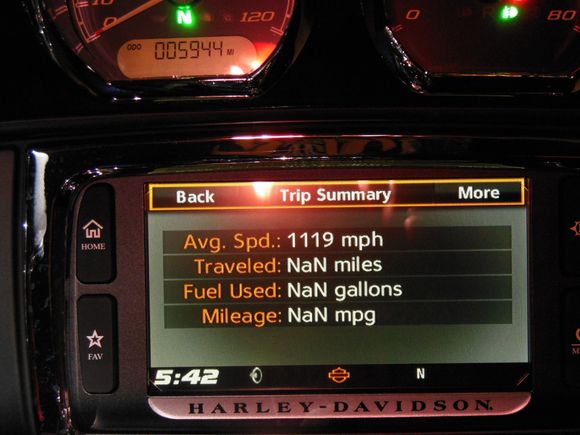 120
N
ODO 005944 MI
80
Back Trip Summary More
Avg. Spd.: 1119 mph
Traveled: NaN miles
Fuel Used: NaN gallons
Mileage: NaN mpg
HOME
FAV
5:42 N
HARLEY-DAVIDSON